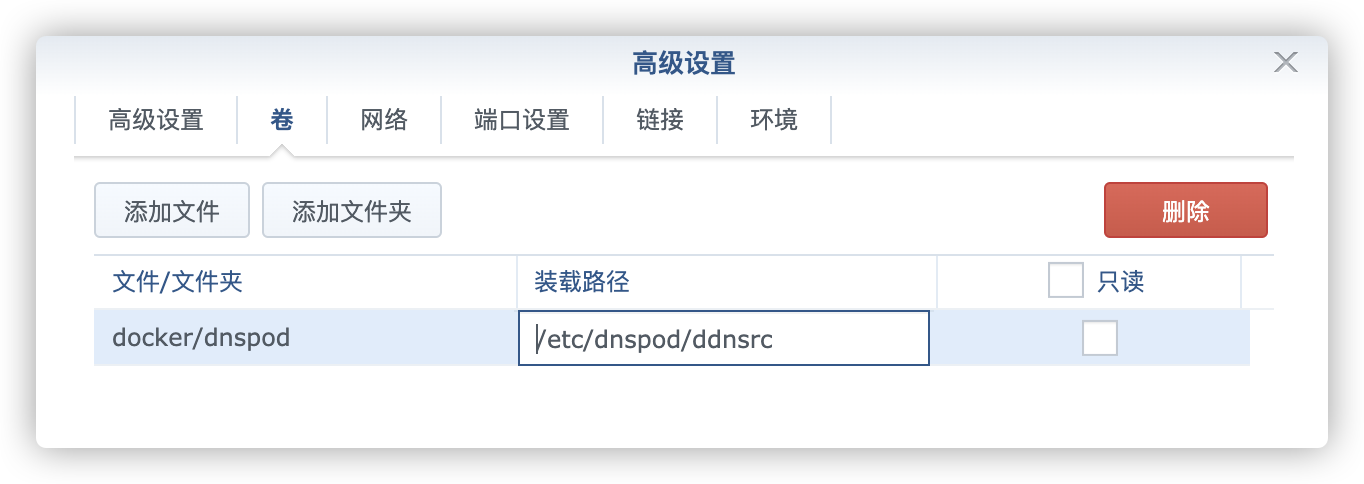 高级设置
高级设置 卷 网络 端口设置 链接 环境
添加文件 添加文件夹 删除
文件/文件夹 装载路径 只读
docker/dnspod /etc/dnspod/ddnsrc